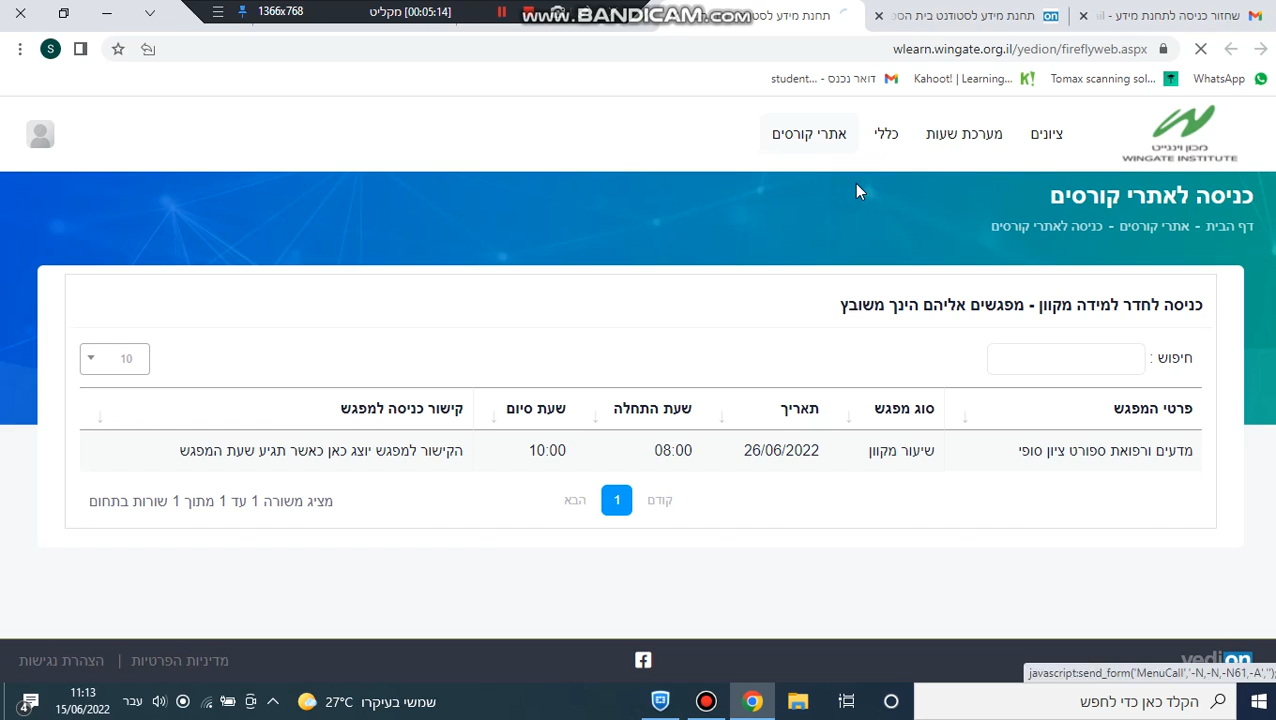 1366x768
מקליט [00:05:14]
www.BANDICAM.com
תחנת מידע לסט
תחנת מידע לסטודנט בית הס
שחזור כניסה לתחנת מידע -
S
wlearn.wingate.org.il/yedion/fireflyweb.aspx
WhatsApp
Tomax scanning sol...
Kahoot! | Learning...
דואר נכנס - student...
מכון וינגייט
WINGATE INSTITUTE
ציונים
מערכת שעות
כללי
אתרי קורסים
כניסה לאתרי קורסים
דף הבית - אתרי קורסים - כניסה לאתרי קורסים
כניסה לחדר למידה מקוון - מפגשים אליהם הינך משובץ
חיפוש :
10
פרטי המפגש סוג מפגש תאריך שעת התחלה שעת סיום קישור כניסה למפגש
מדעים ורפואת ספורט ציון סופי שיעור מקוון 26/06/2022 08:00 10:00 הקישור למפגש יוצג כאן כאשר תגיע שעת המפגש
קודם 1 הבא
מציג משורה 1 עד 1 מתוך 1 שורות בתחום
yedion
מדיניות הפרטיות | הצהרת נגישות
javascript:send_form('MenuCall','-N,-N,-N61,-A','');
הקלד כאן כדי לחפש
27°C שמשי בעיקרו
עבר
11:13
15/06/2022
4